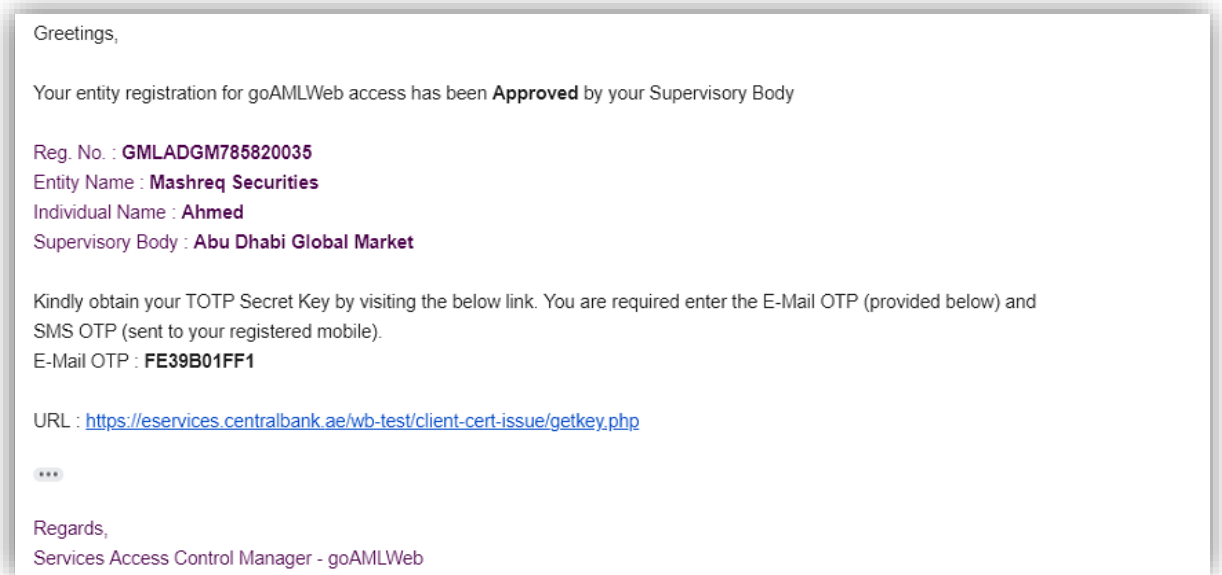 Greetings,
Your entity registration for goAMLWeb access has been Approved by your Supervisory Body
Reg. No. : GMLADGM785820035
Entity Name : Mashreq Securities
Individual Name : Ahmed
Supervisory Body : Abu Dhabi Global Market
Kindly obtain your TOTP Secret Key by visiting the below link. You are required enter the E-Mail OTP (provided below) and
SMS OTP (sent to your registered mobile).
E-Mail OTP : FE39B01FF1
URL : https://eservices.centralbank.ae/wb-test/client-cert-issue/getkey.php
Regards,
Services Access Control Manager - goAMLWeb